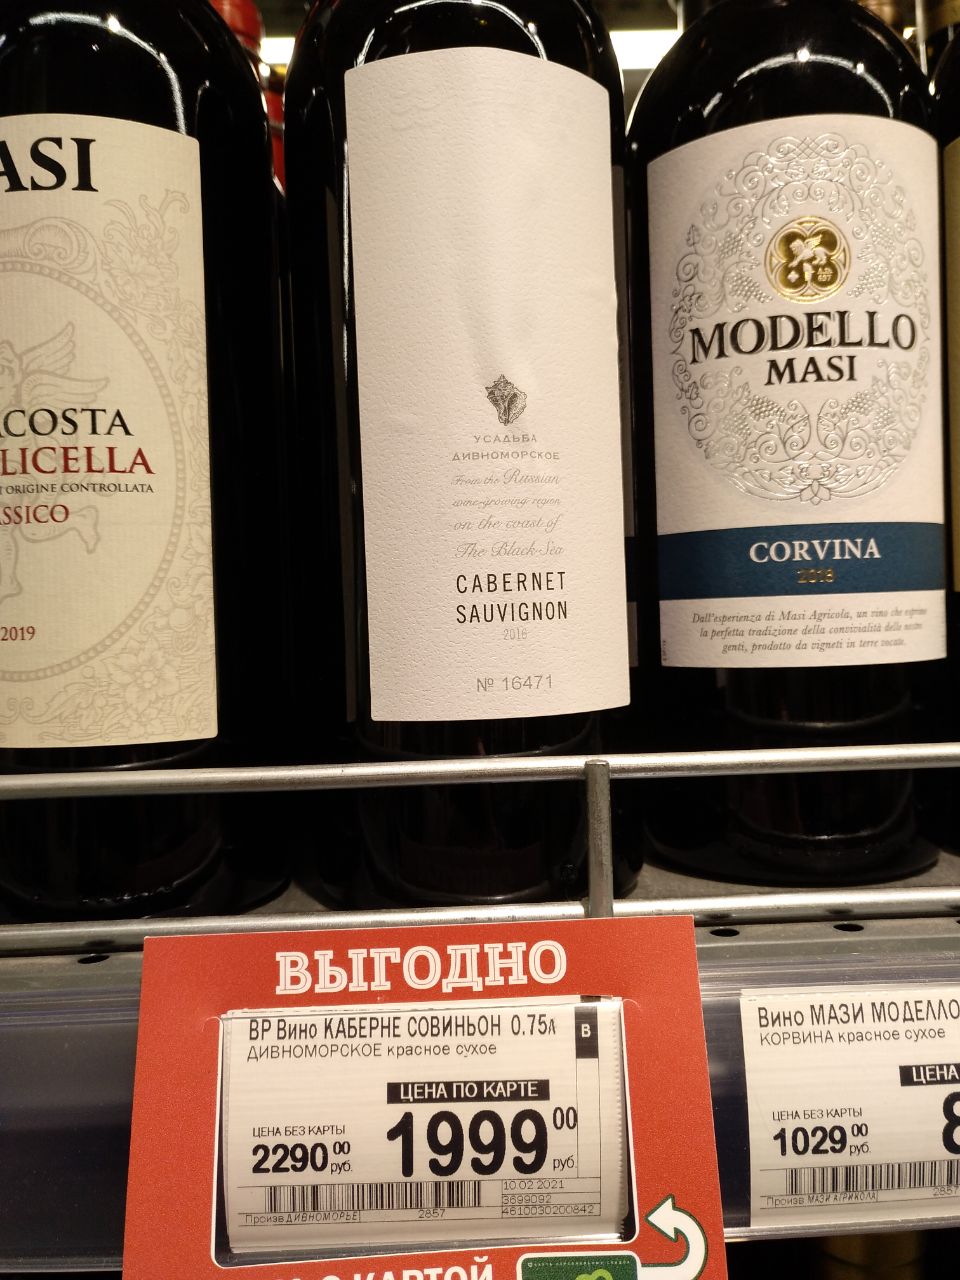 ASI
ACOSTA
LICELLA
ORIGINE CONTROLLATA
ASSICO
2019
УСАДЬБА
ДИВНОМОРСКОЕ
From the Russian
wine-growing region
on the coast of
The Black Sea
CABERNET
SAUVIGNON
2016
№ 16471
A.D.
697
MODELLO
MASI
CORVINA
2018
Dall'esperienza di Masi Agricola, un vino che esprime
la perfetta tradizione della convivialità delle nostre
genti, prodotto da vigneti in terre vocate.
ВЫГОДНО
ВР Вино КАБЕРНЕ СОВИНЬОН 0.75л
В
ДИВНОМОРСКОЕ красное сухое
ЦЕНА ПО КАРТЕ
ЦЕНА БЕЗ КАРТЫ
2290 00 руб.
1999 00 руб.
10.02.2021
3699092
4610030200842
Произв ДИВНОМОРЬЕ
2857
С КАРТОЙ
Вино МАЗИ МОДЕЛЛО
КОРВИНА красное сухое
ЦЕНА
ЦЕНА БЕЗ КАРТЫ
1029 00 руб.
8
Произв МАЗИ АГРИКОЛА
2857